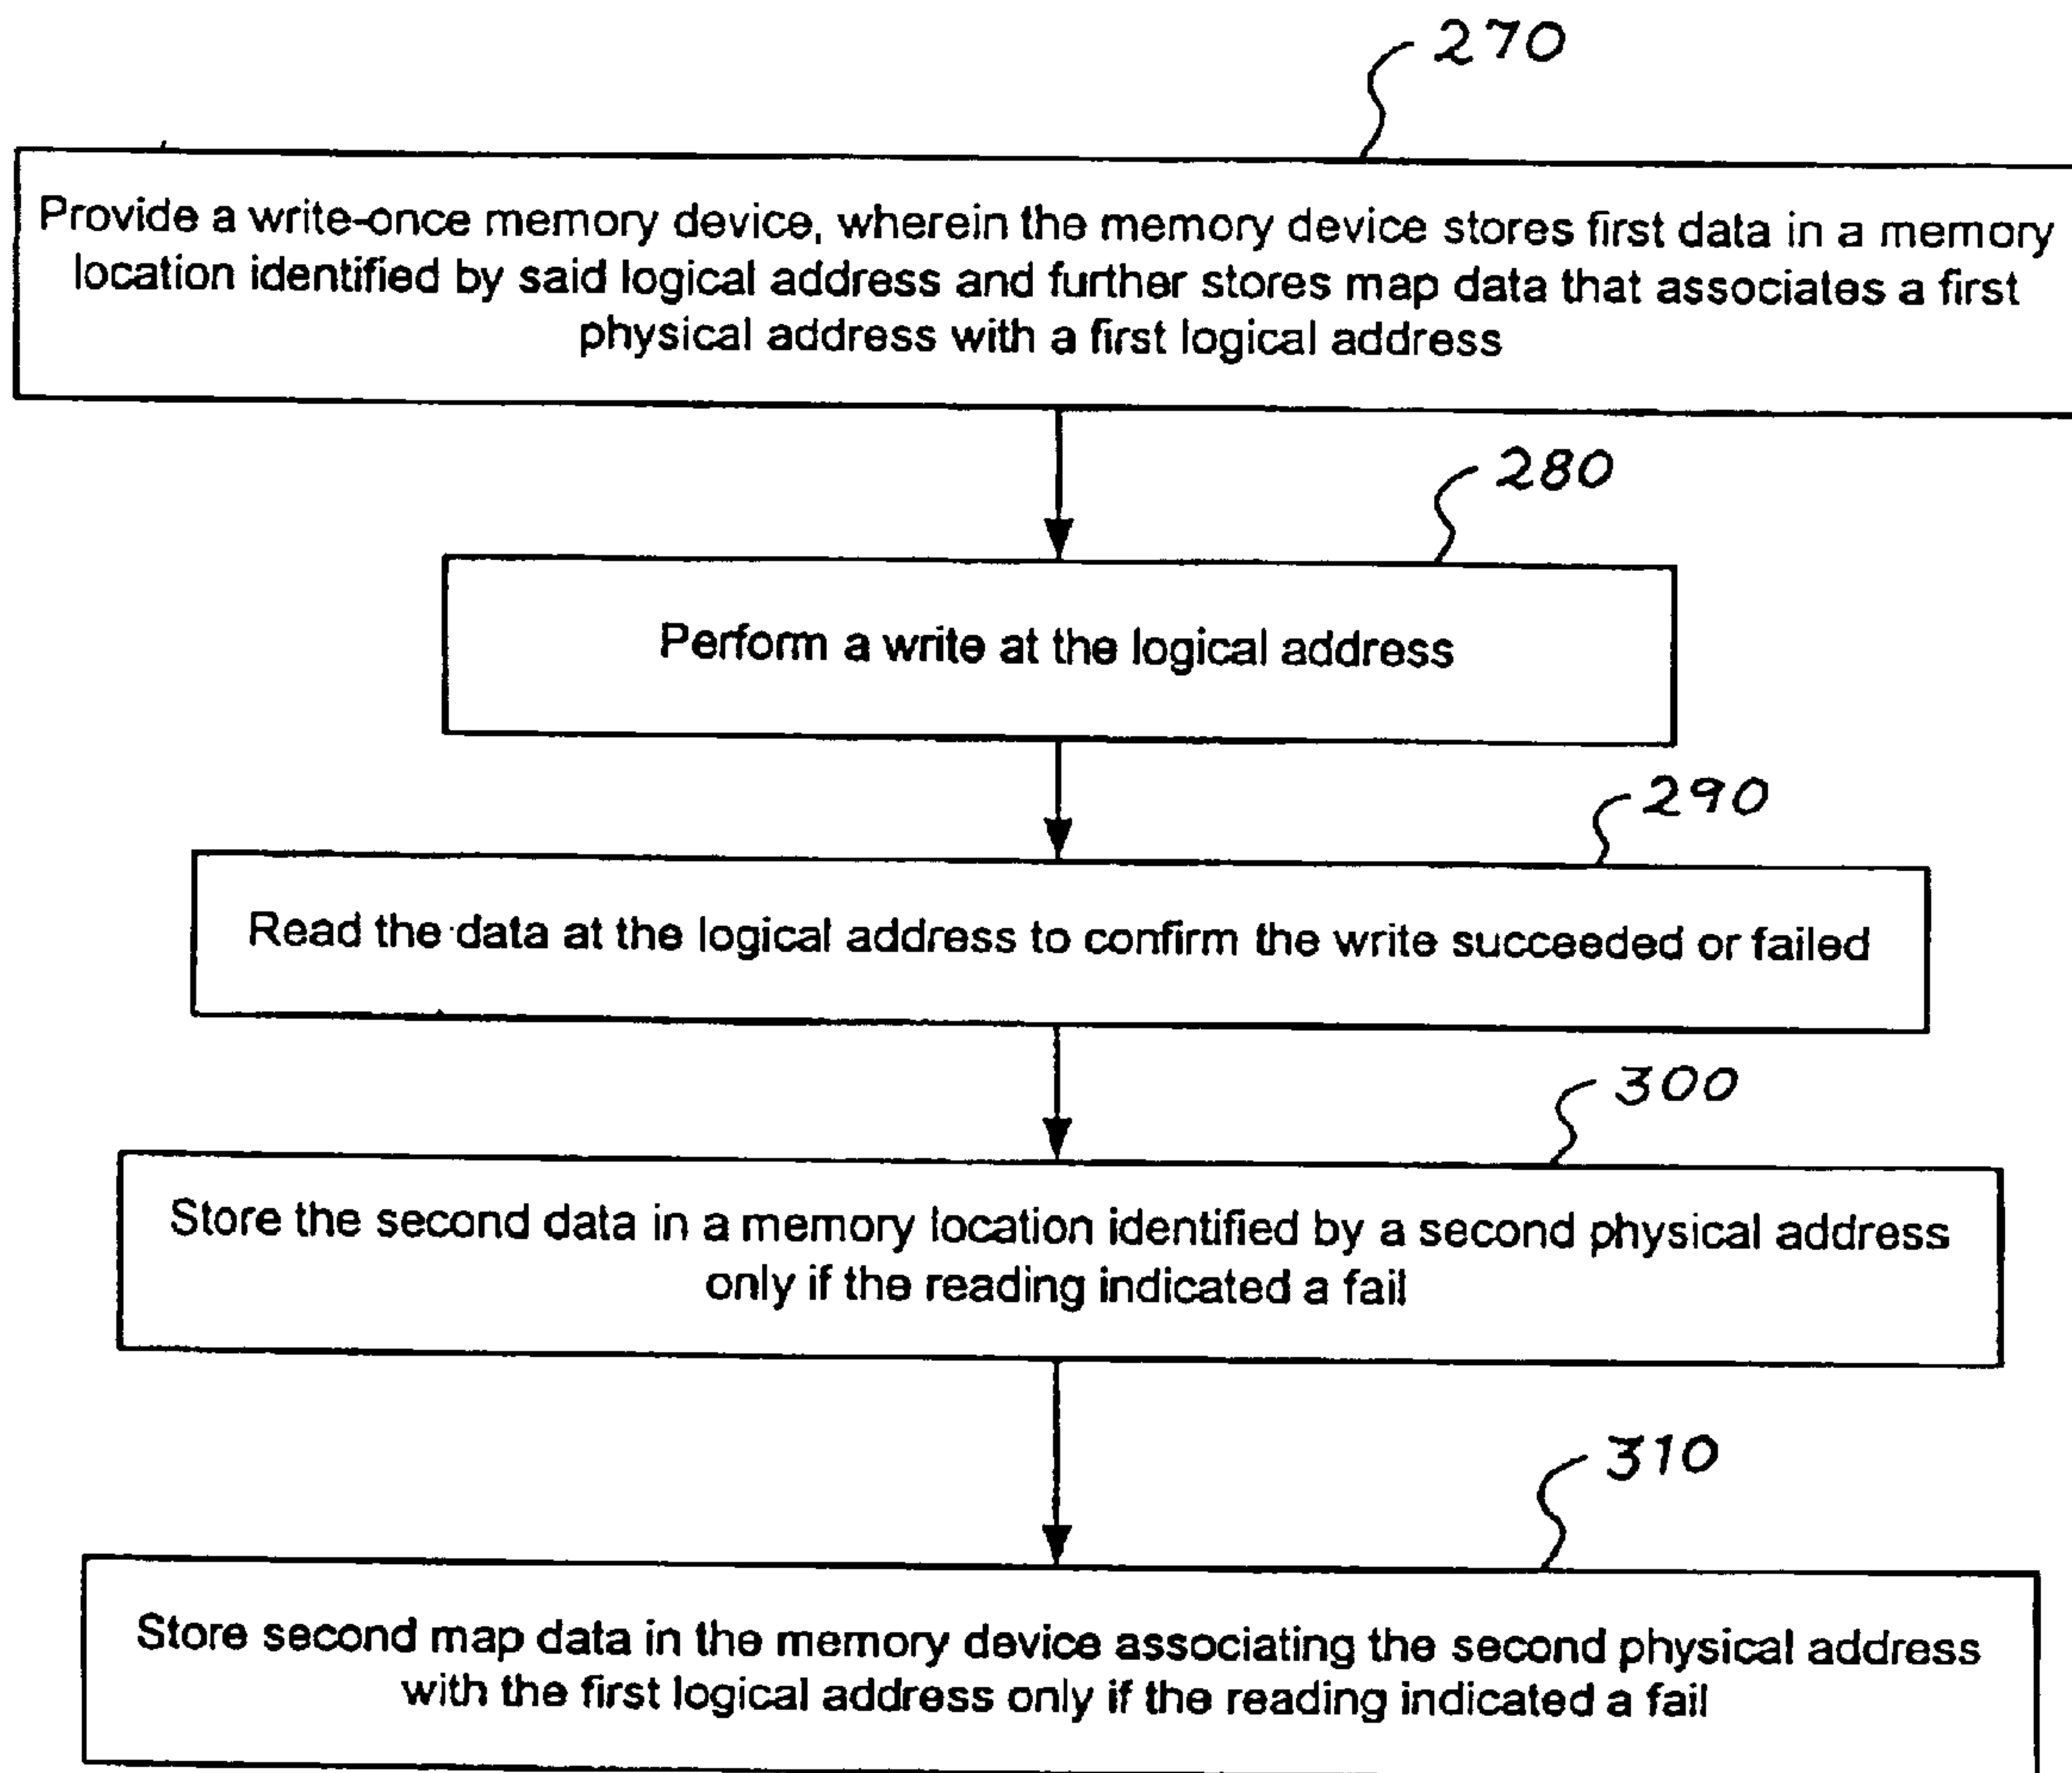 270
Provide a write-once memory device, wherein the memory device stores first data in a memory
location identified by said logical address and further stores map data that associates a first
physical address with a first logical address
280
Perform a write at the logical address
290
Read the data at the logical address to confirm the write succeeded or failed
300
Store the second data in a memory location identified by a second physical address
only if the reading indicated a fail
310
Store second map data in the memory device associating the second physical address
with the first logical address only if the reading indicated a fail